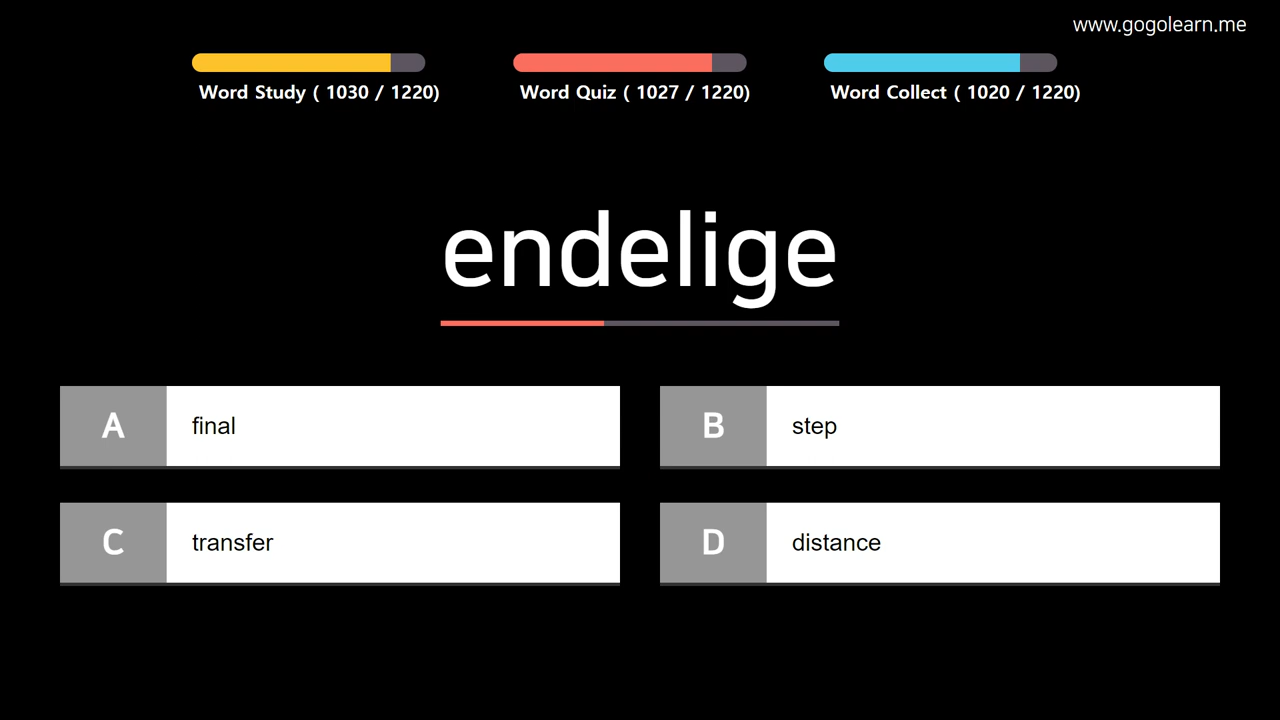 www.gogolearn.me
Word Study ( 1030 / 1220)
Word Quiz ( 1027 / 1220)
Word Collect ( 1020 / 1220)
endelige
A final
B step
C transfer
D distance